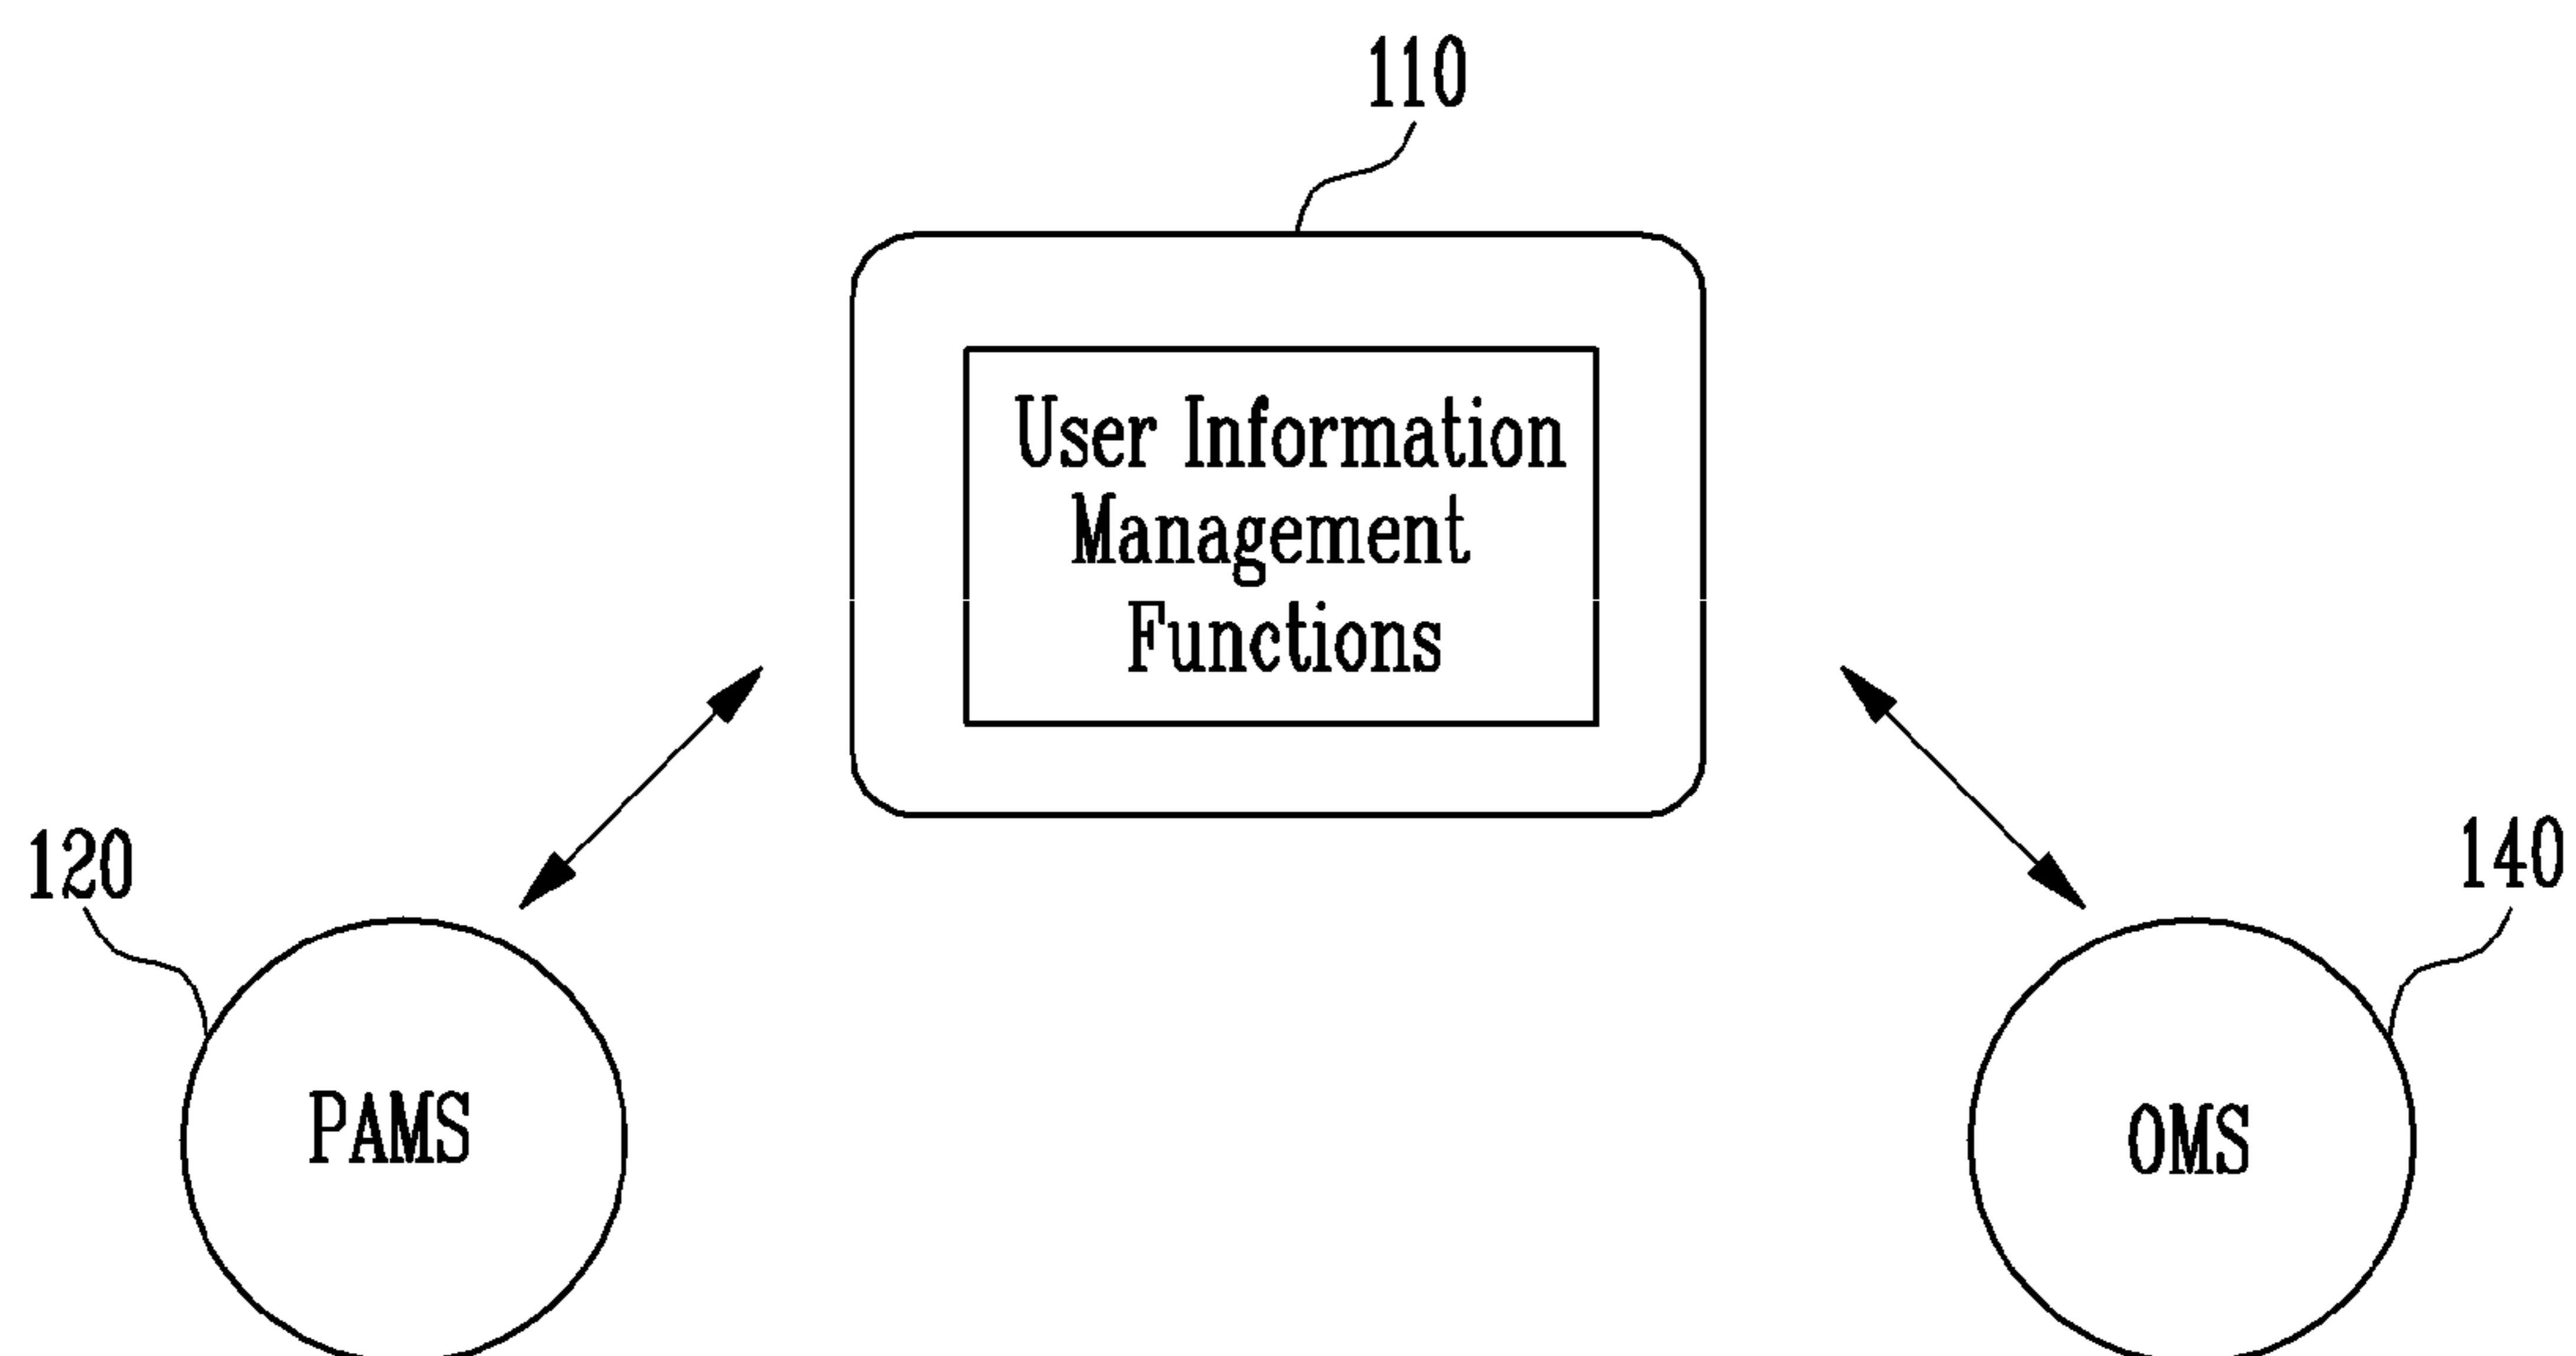 110
User Information
Management
Functions
120
140
PAMS
OMS